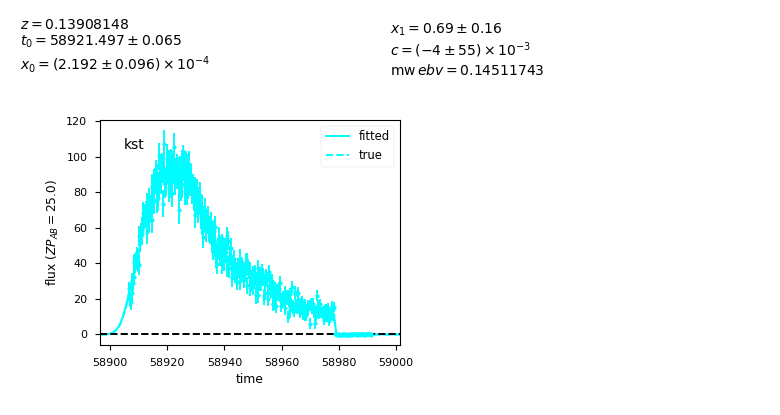 z = 0.13908148
t₀ = 58921.497 ± 0.065
x₀ = (2.192 ± 0.096) × 10⁻⁴
x₁ = 0.69 ± 0.16
c = (−4 ± 55) × 10⁻³
mw ebv = 0.14511743
kst
fitted
true
flux (ZP_AB = 25.0)
120
100
80
60
40
20
0
58900 58920 58940 58960 58980 59000
time